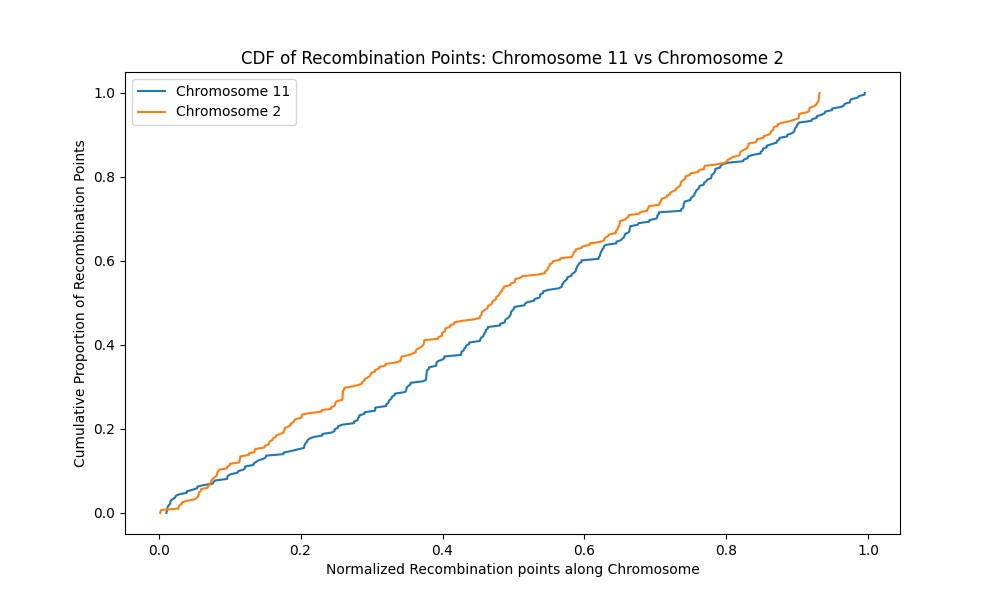 CDF of Recombination Points: Chromosome 11 vs Chromosome 2
Chromosome 11
Chromosome 2
Cumulative Proportion of Recombination Points
1.0
0.8
0.6
0.4
0.2
0.0
0.0 0.2 0.4 0.6 0.8 1.0
Normalized Recombination points along Chromosome